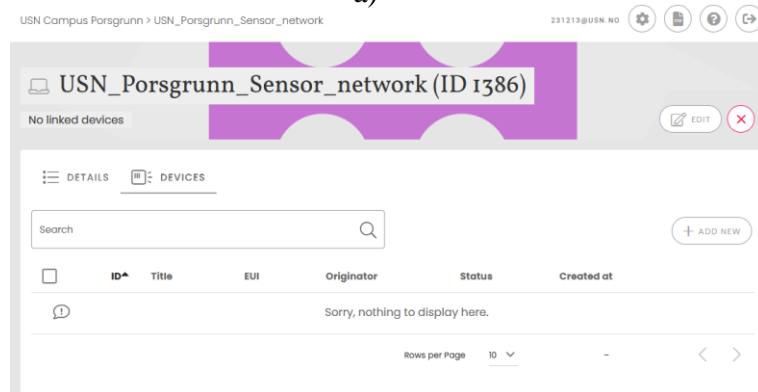 a)
USN Campus Porsgrunn > USN_Porsgrunn_Sensor_network
231213@USN.NO
USN_Porsgrunn_Sensor_network (ID 1386)
No linked devices
EDIT
DETAILS DEVICES
Search
+ ADD NEW
ID Title EUI Originator Status Created at
Sorry, nothing to display here.
Rows per Page 10 -